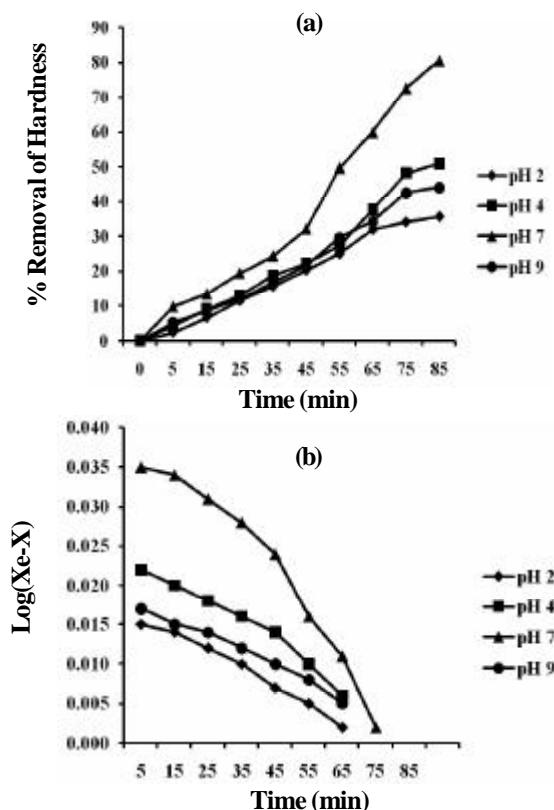 (a)
% Removal of Hardness
90
80
70
60
50
40
30
20
10
0
0 5 15 25 35 45 55 65 75 85
Time (min)
pH 2
pH 4
pH 7
pH 9
(b)
Log(Xe-X)
0.040
0.035
0.030
0.025
0.020
0.015
0.010
0.005
0.000
5 15 25 35 45 55 65 75 85
Time (min)
pH 2
pH 4
pH 7
pH 9